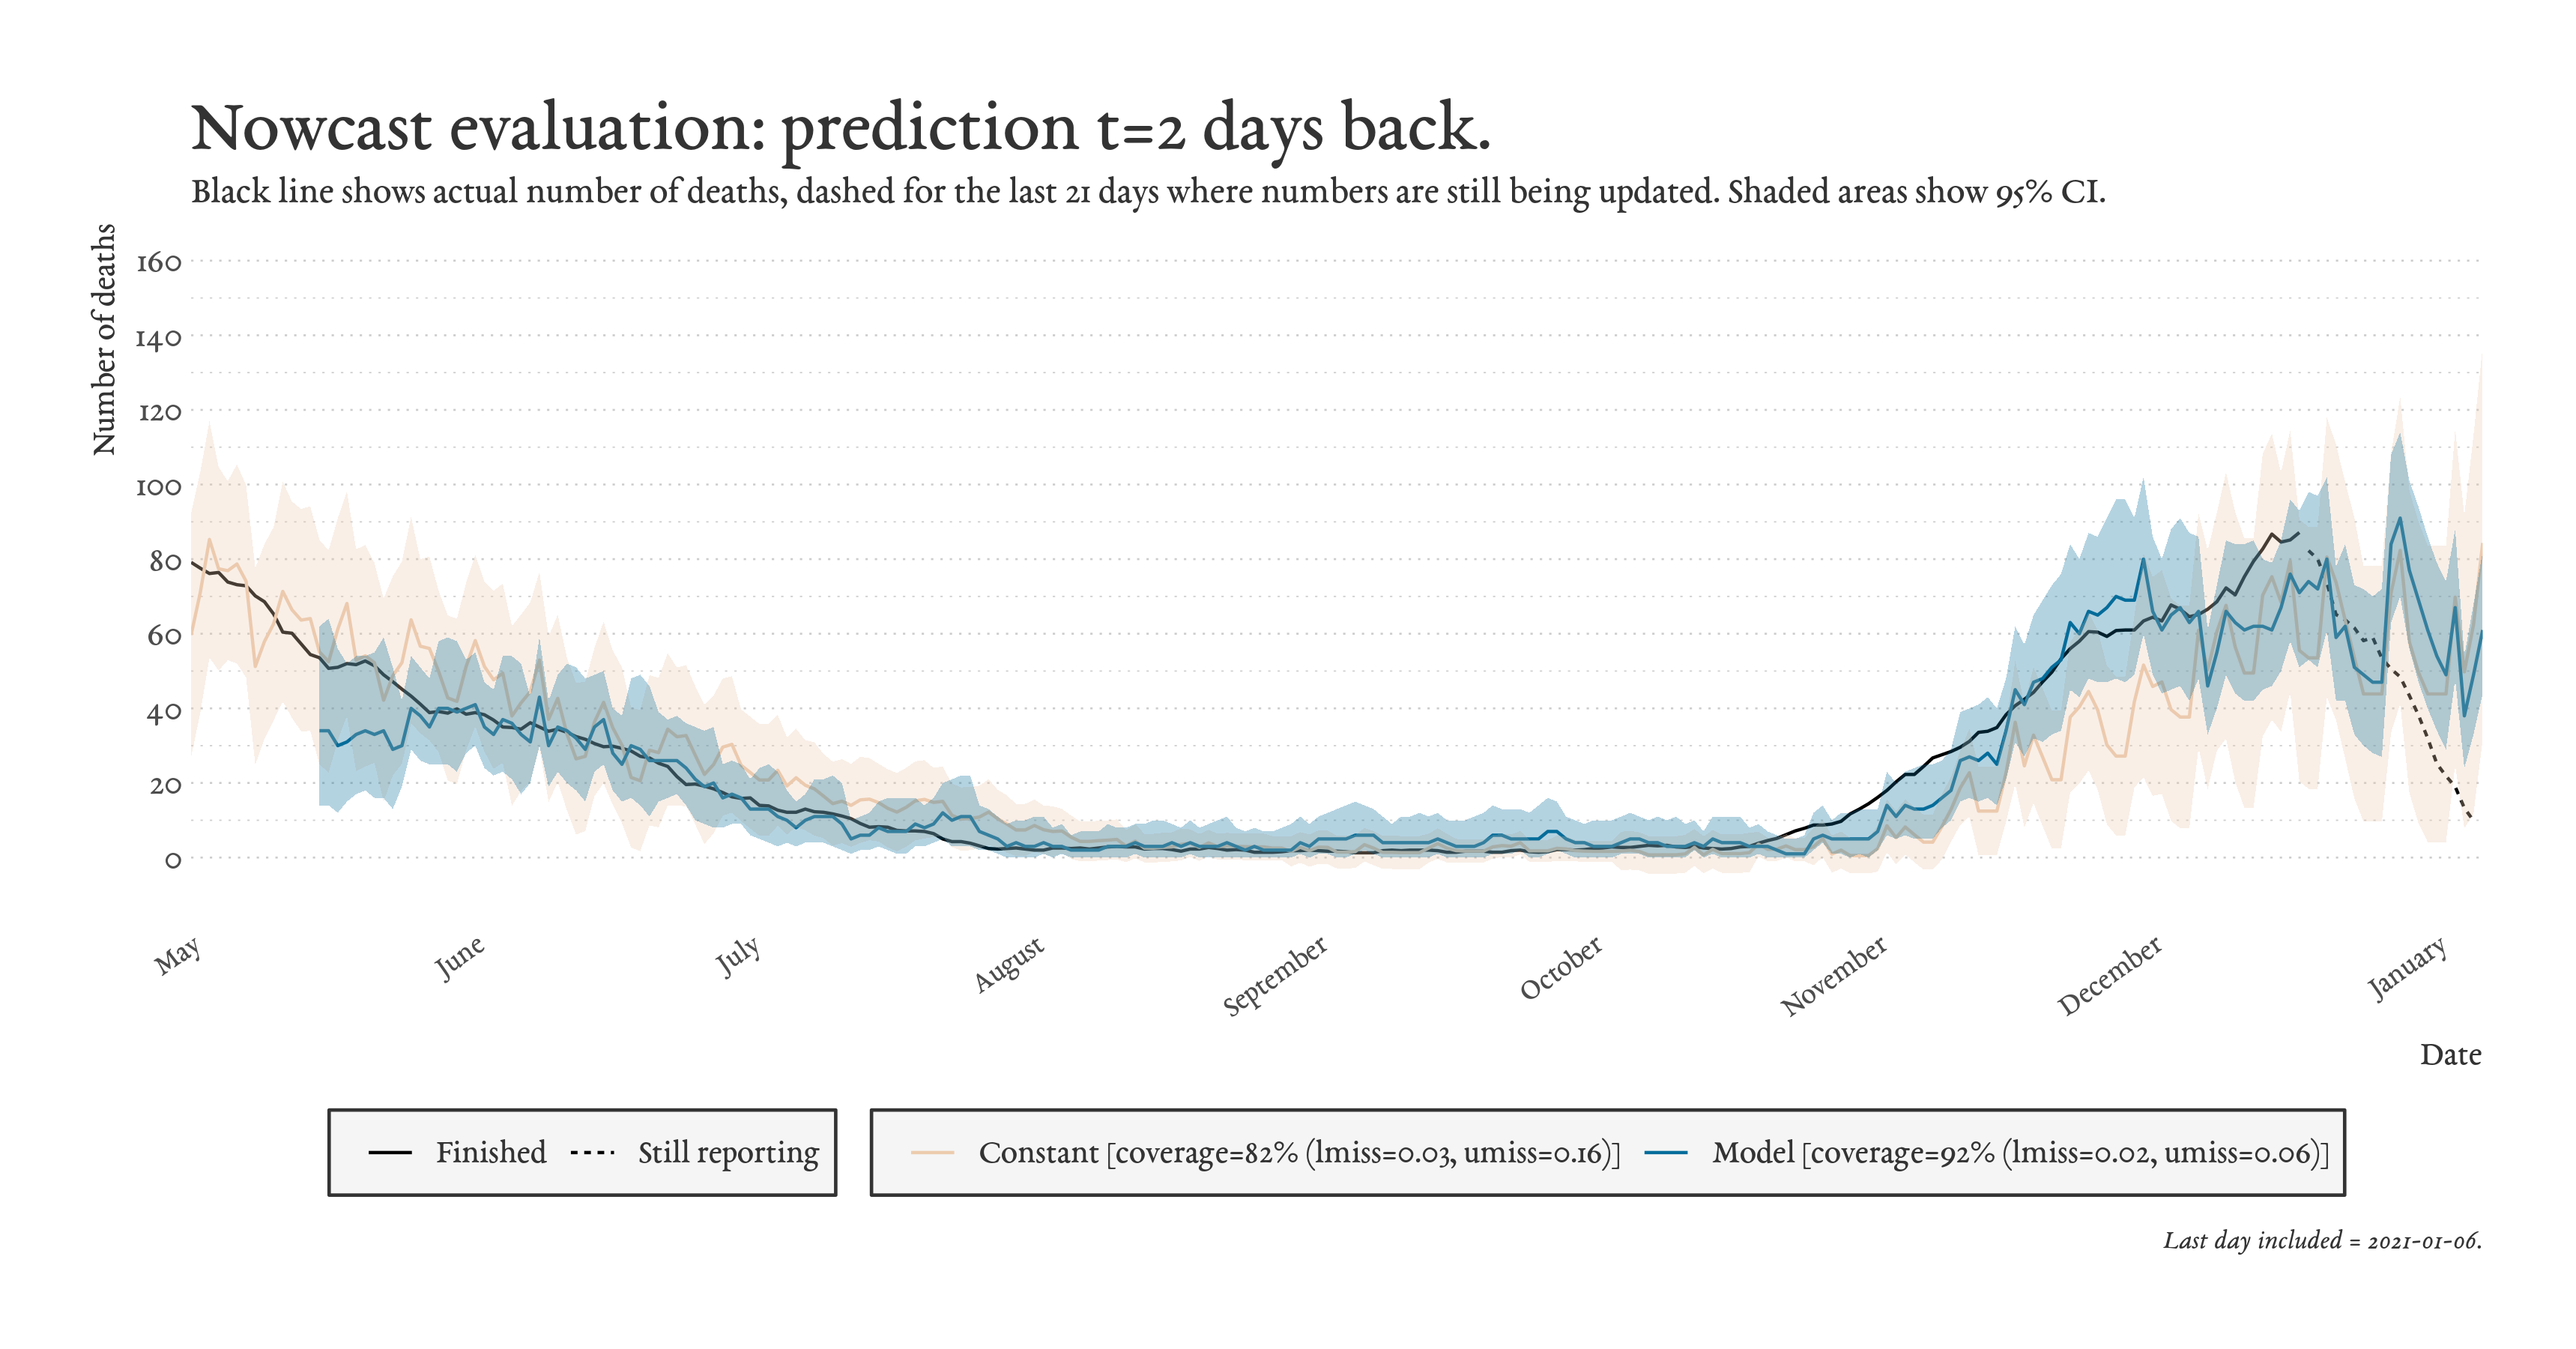 Nowcast evaluation: prediction t=2 days back.
Black line shows actual number of deaths, dashed for the last 21 days where numbers are still being updated. Shaded areas show 95% CI.
Number of deaths
160
140
120
100
80
60
40
20
0
May
June
July
August
September
October
November
December
January
Date
Finished
Still reporting
Constant [coverage=82% (lmiss=0.03, umiss=0.16)]
Model [coverage=92% (lmiss=0.02, umiss=0.06)]
Last day included = 2021-01-06.